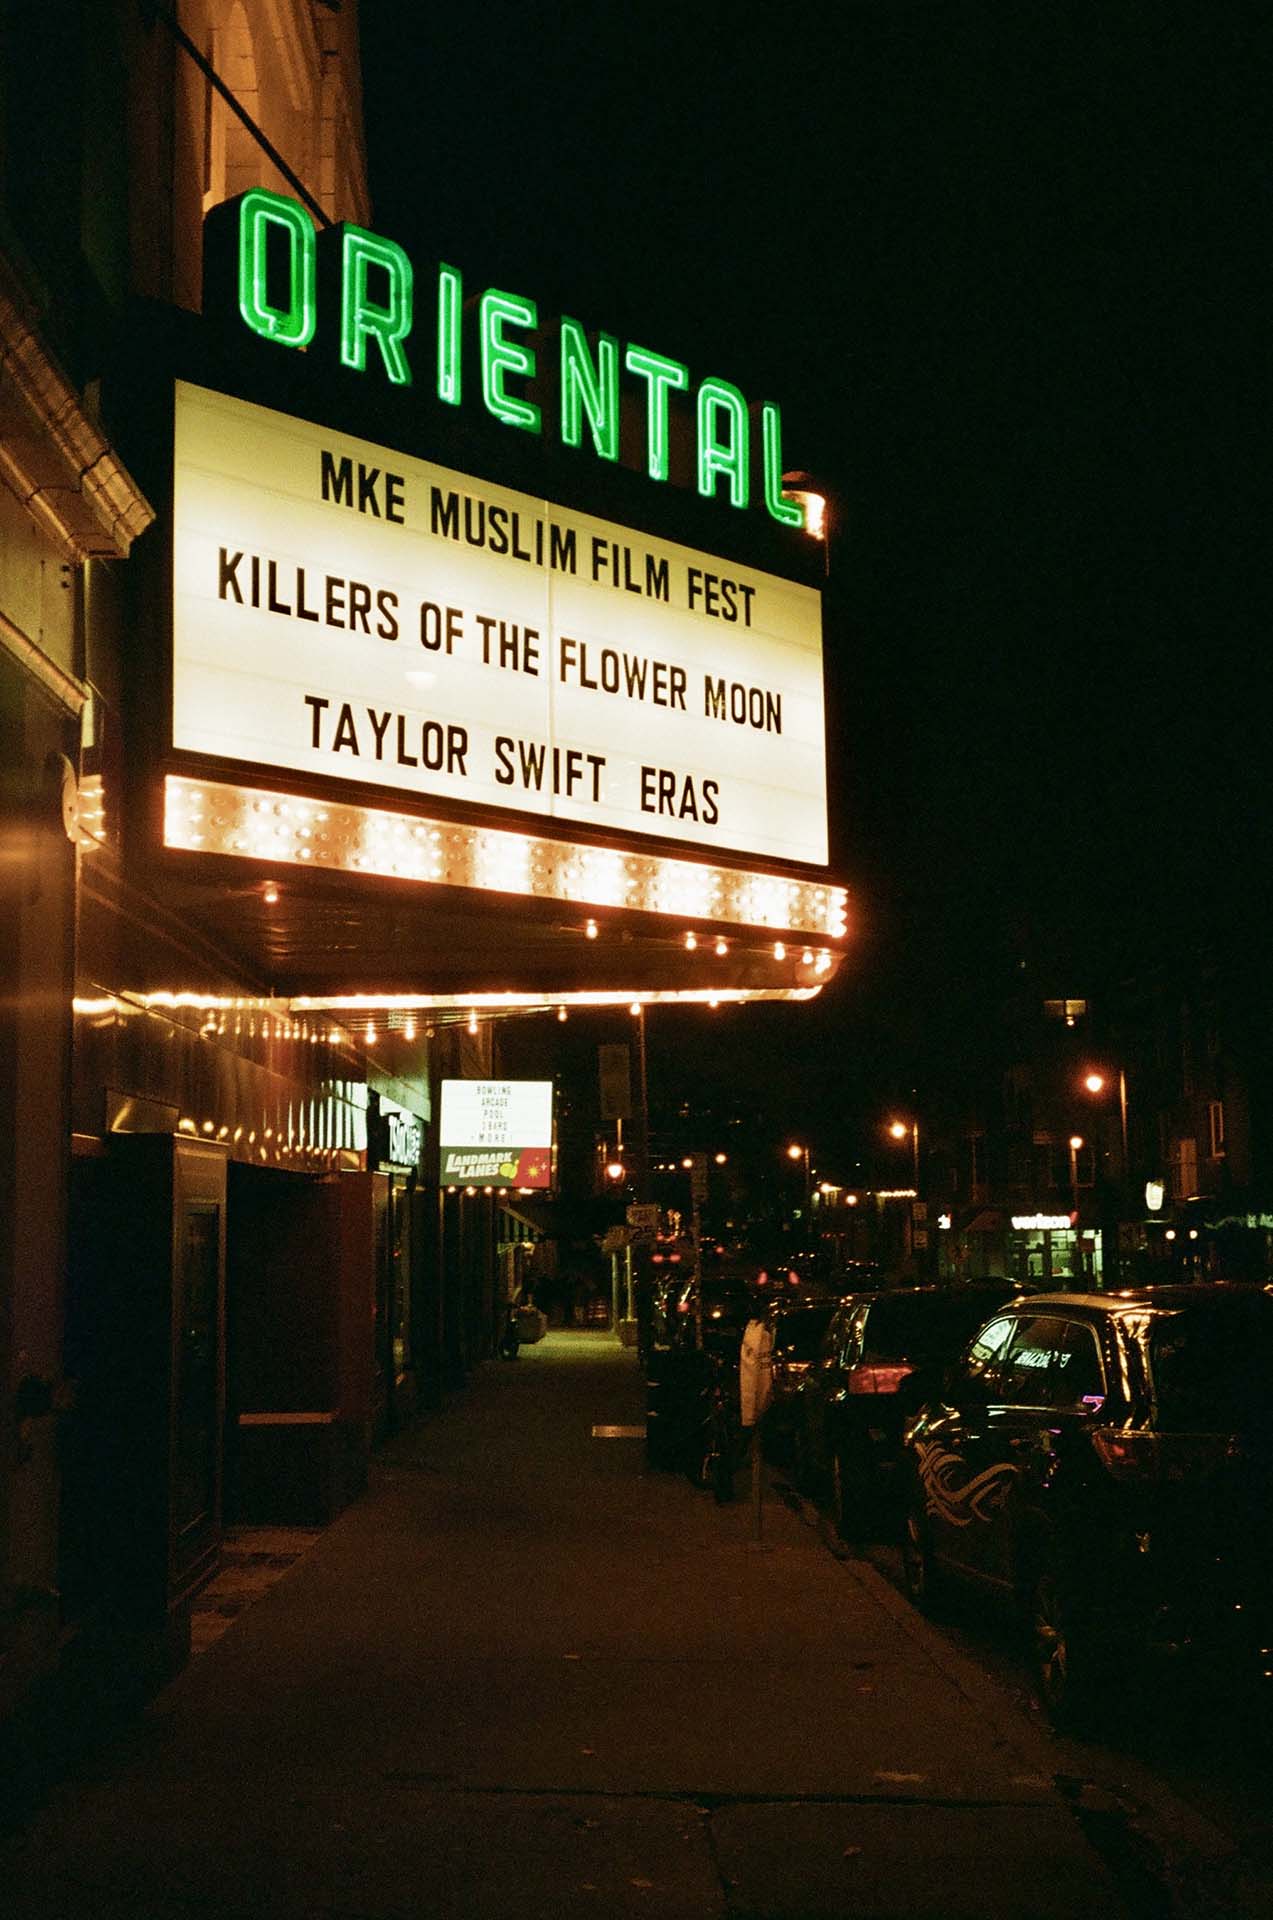 ORIENTAL
MKE MUSLIM FILM FEST
KILLERS OF THE FLOWER MOON
TAYLOR SWIFT ERAS
BOWLING
ARCADE
POOL
3 BARS
+ MORE!
LANDMARK
LANES
verizon